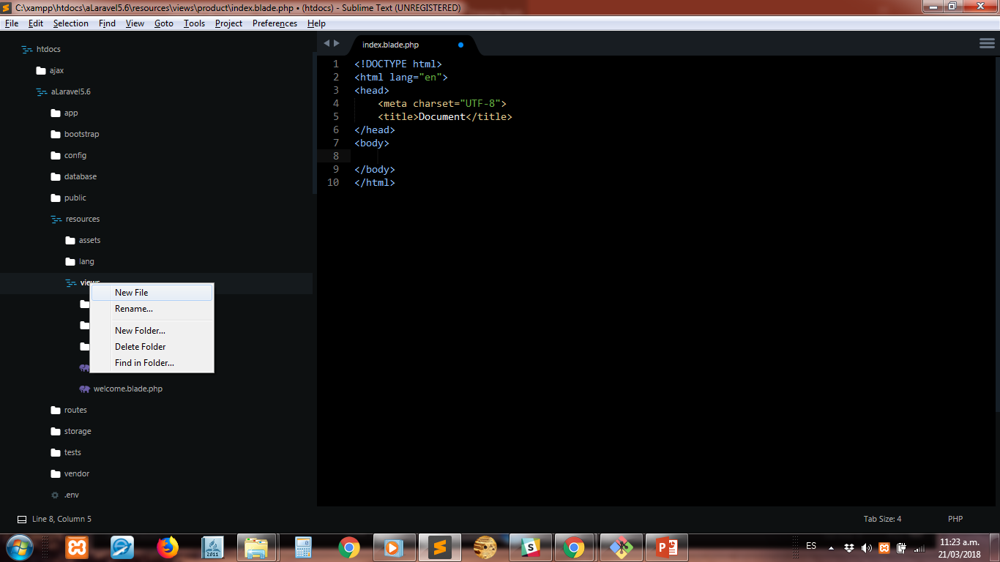 C:\xampp\htdocs\aLaravel5.6\resources\views\product\index.blade.php • (htdocs) - Sublime Text (UNREGISTERED)
File Edit Selection Find View Goto Tools Project Preferences Help
htdocs
ajax
aLaravel5.6
app
bootstrap
config
database
public
resources
assets
lang
views
New File
Rename...
New Folder...
Delete Folder
Find in Folder...
welcome.blade.php
routes
storage
tests
vendor
.env
index.blade.php
1 <!DOCTYPE html>
2 <html lang="en">
3 <head>
4 <meta charset="UTF-8">
5 <title>Document</title>
6 </head>
7 <body>
8
9 </body>
10 </html>
Line 8, Column 5
Tab Size: 4
PHP
2011
ES
11:23 a.m.
21/03/2018